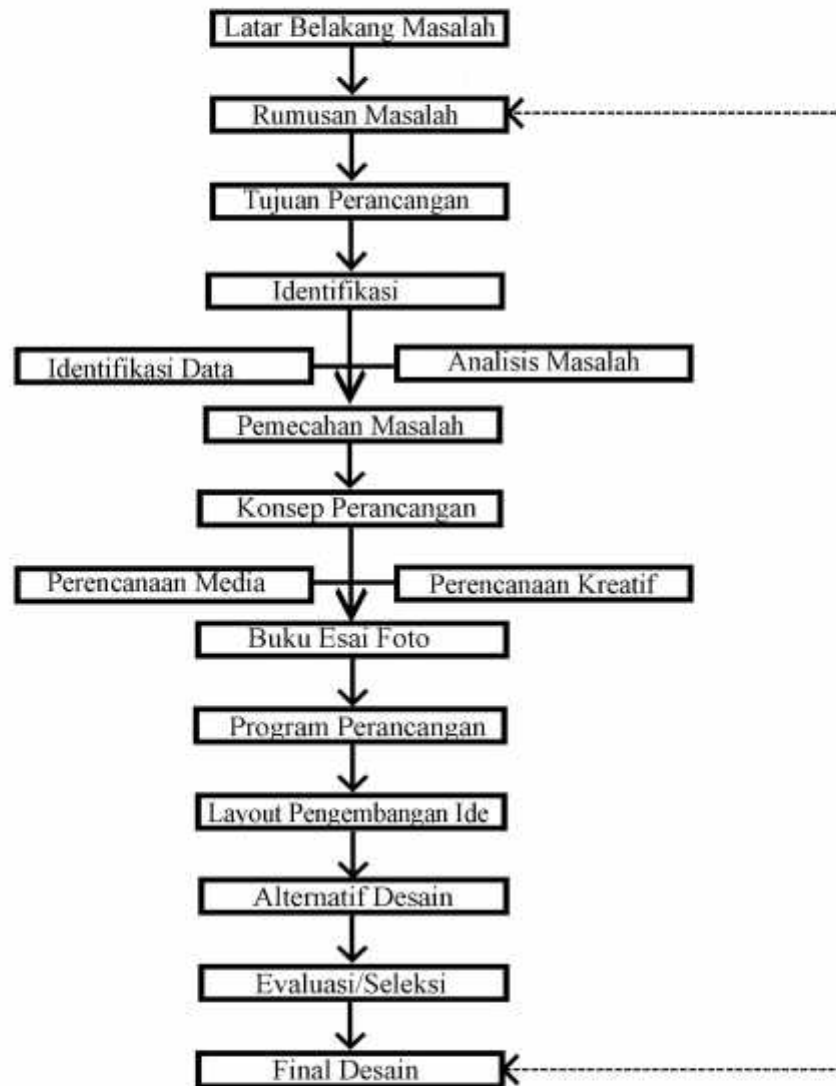 Latar Belakang Masalah
Rumusan Masalah
Tujuan Perancangan
Identifikasi
Identifikasi Data
Analisis Masalah
Pemecahan Masalah
Konsep Perancangan
Perencanaan Media
Perencanaan Kreatif
Buku Esai Foto
Program Perancangan
Layout Pengembangan Ide
Alternatif Desain
Evaluasi/Seleksi
Final Desain